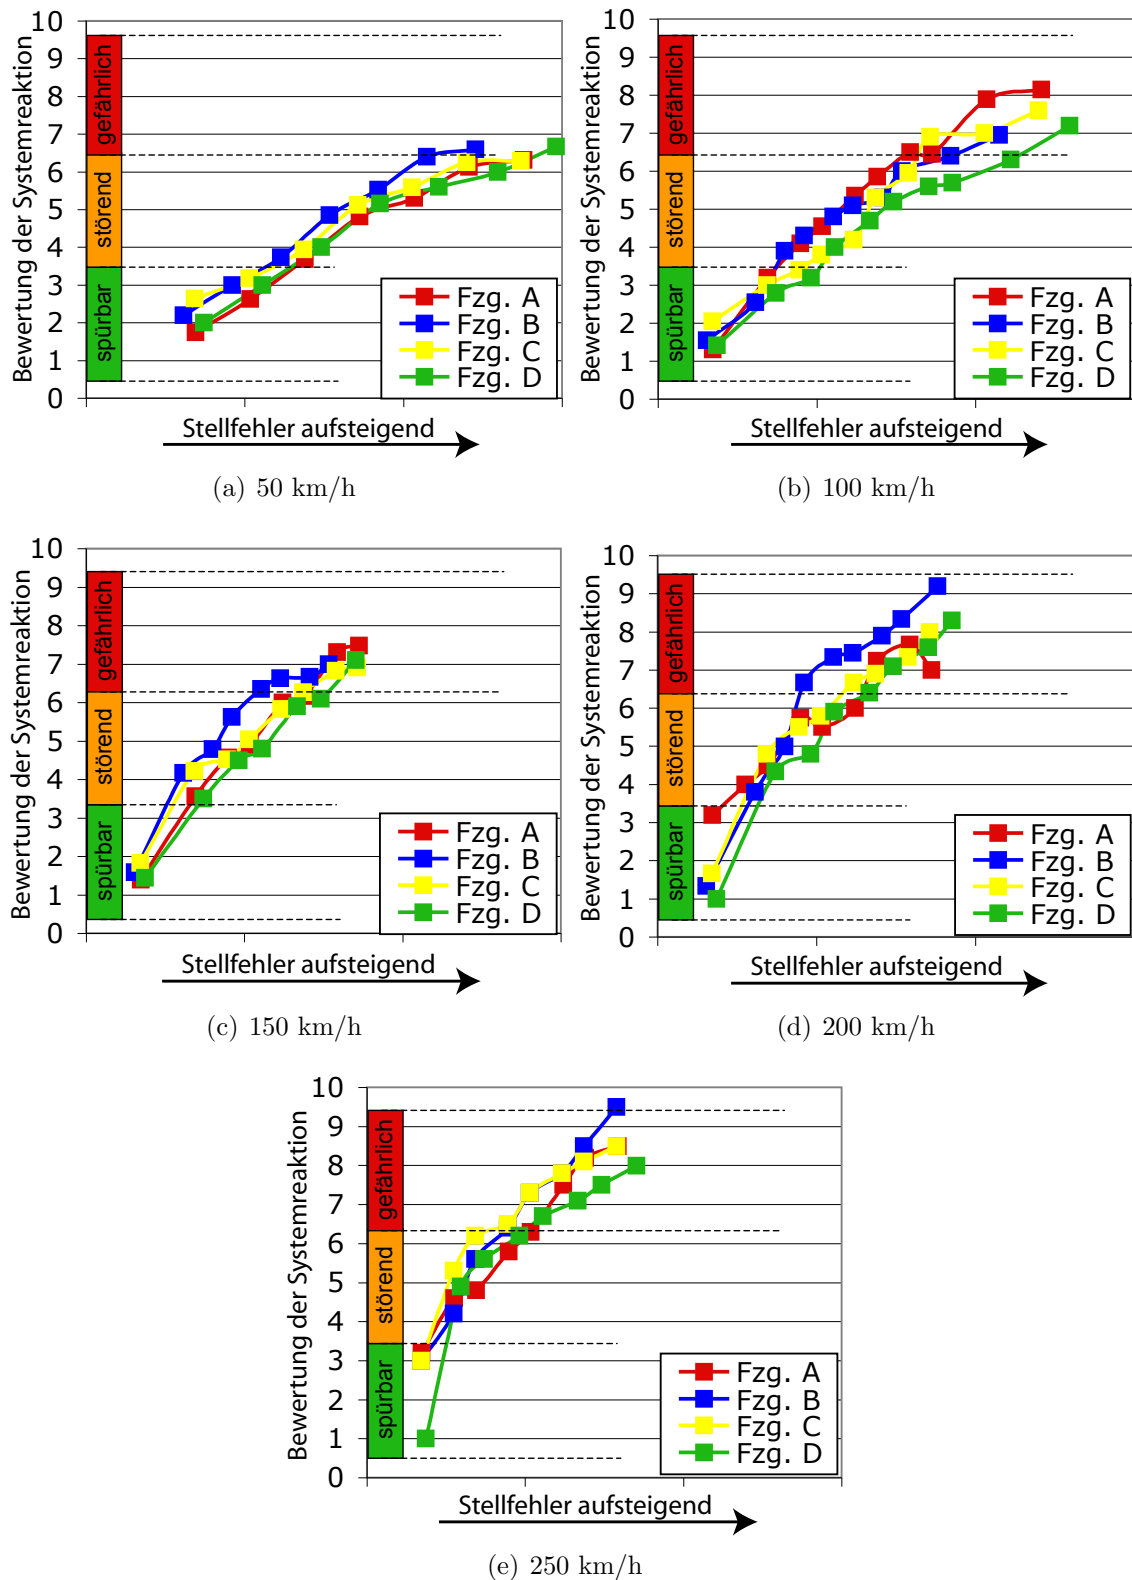 Bewertung der Systemreaktion
10
9
8
7
6
5
4
3
2
1
0
gefährlich
störend
spürbar
Fzg. A
Fzg. B
Fzg. C
Fzg. D
Stellfehler aufsteigend
(a) 50 km/h
Bewertung der Systemreaktion
10
9
8
7
6
5
4
3
2
1
0
gefährlich
störend
spürbar
Fzg. A
Fzg. B
Fzg. C
Fzg. D
Stellfehler aufsteigend
(b) 100 km/h
Bewertung der Systemreaktion
10
9
8
7
6
5
4
3
2
1
0
gefährlich
störend
spürbar
Fzg. A
Fzg. B
Fzg. C
Fzg. D
Stellfehler aufsteigend
(c) 150 km/h
Bewertung der Systemreaktion
10
9
8
7
6
5
4
3
2
1
0
gefährlich
störend
spürbar
Fzg. A
Fzg. B
Fzg. C
Fzg. D
Stellfehler aufsteigend
(d) 200 km/h
Bewertung der Systemreaktion
10
9
8
7
6
5
4
3
2
1
0
gefährlich
störend
spürbar
Fzg. A
Fzg. B
Fzg. C
Fzg. D
Stellfehler aufsteigend
(e) 250 km/h